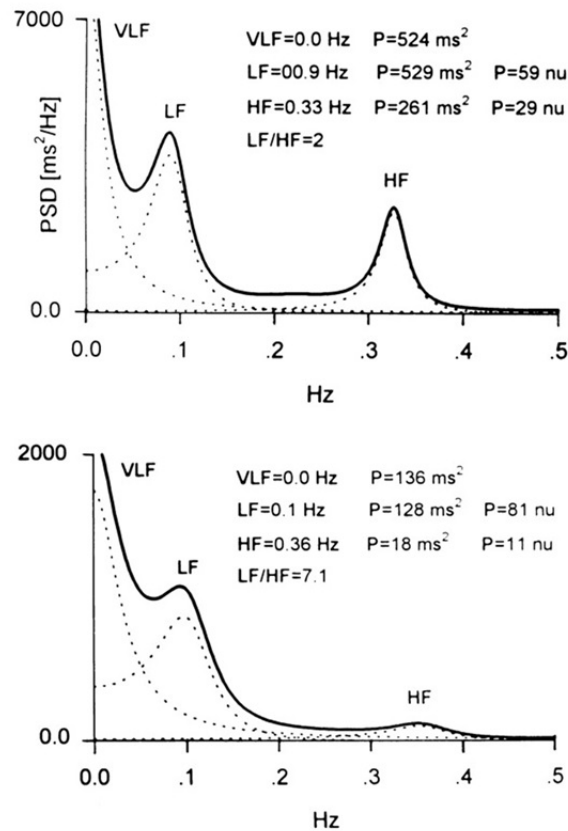 7000
VLF
VLF=0.0 Hz P=524 ms²
LF=00.9 Hz P=529 ms² P=59 nu
HF=0.33 Hz P=261 ms² P=29 nu
LF/HF=2
LF
HF
PSD [ms²/Hz]
0.0
0.0 .1 .2 .3 .4 .5
Hz
2000
VLF
VLF=0.0 Hz P=136 ms²
LF=0.1 Hz P=128 ms² P=81 nu
HF=0.36 Hz P=18 ms² P=11 nu
LF/HF=7.1
LF
HF
0.0
0.0 .1 .2 .3 .4 .5
Hz